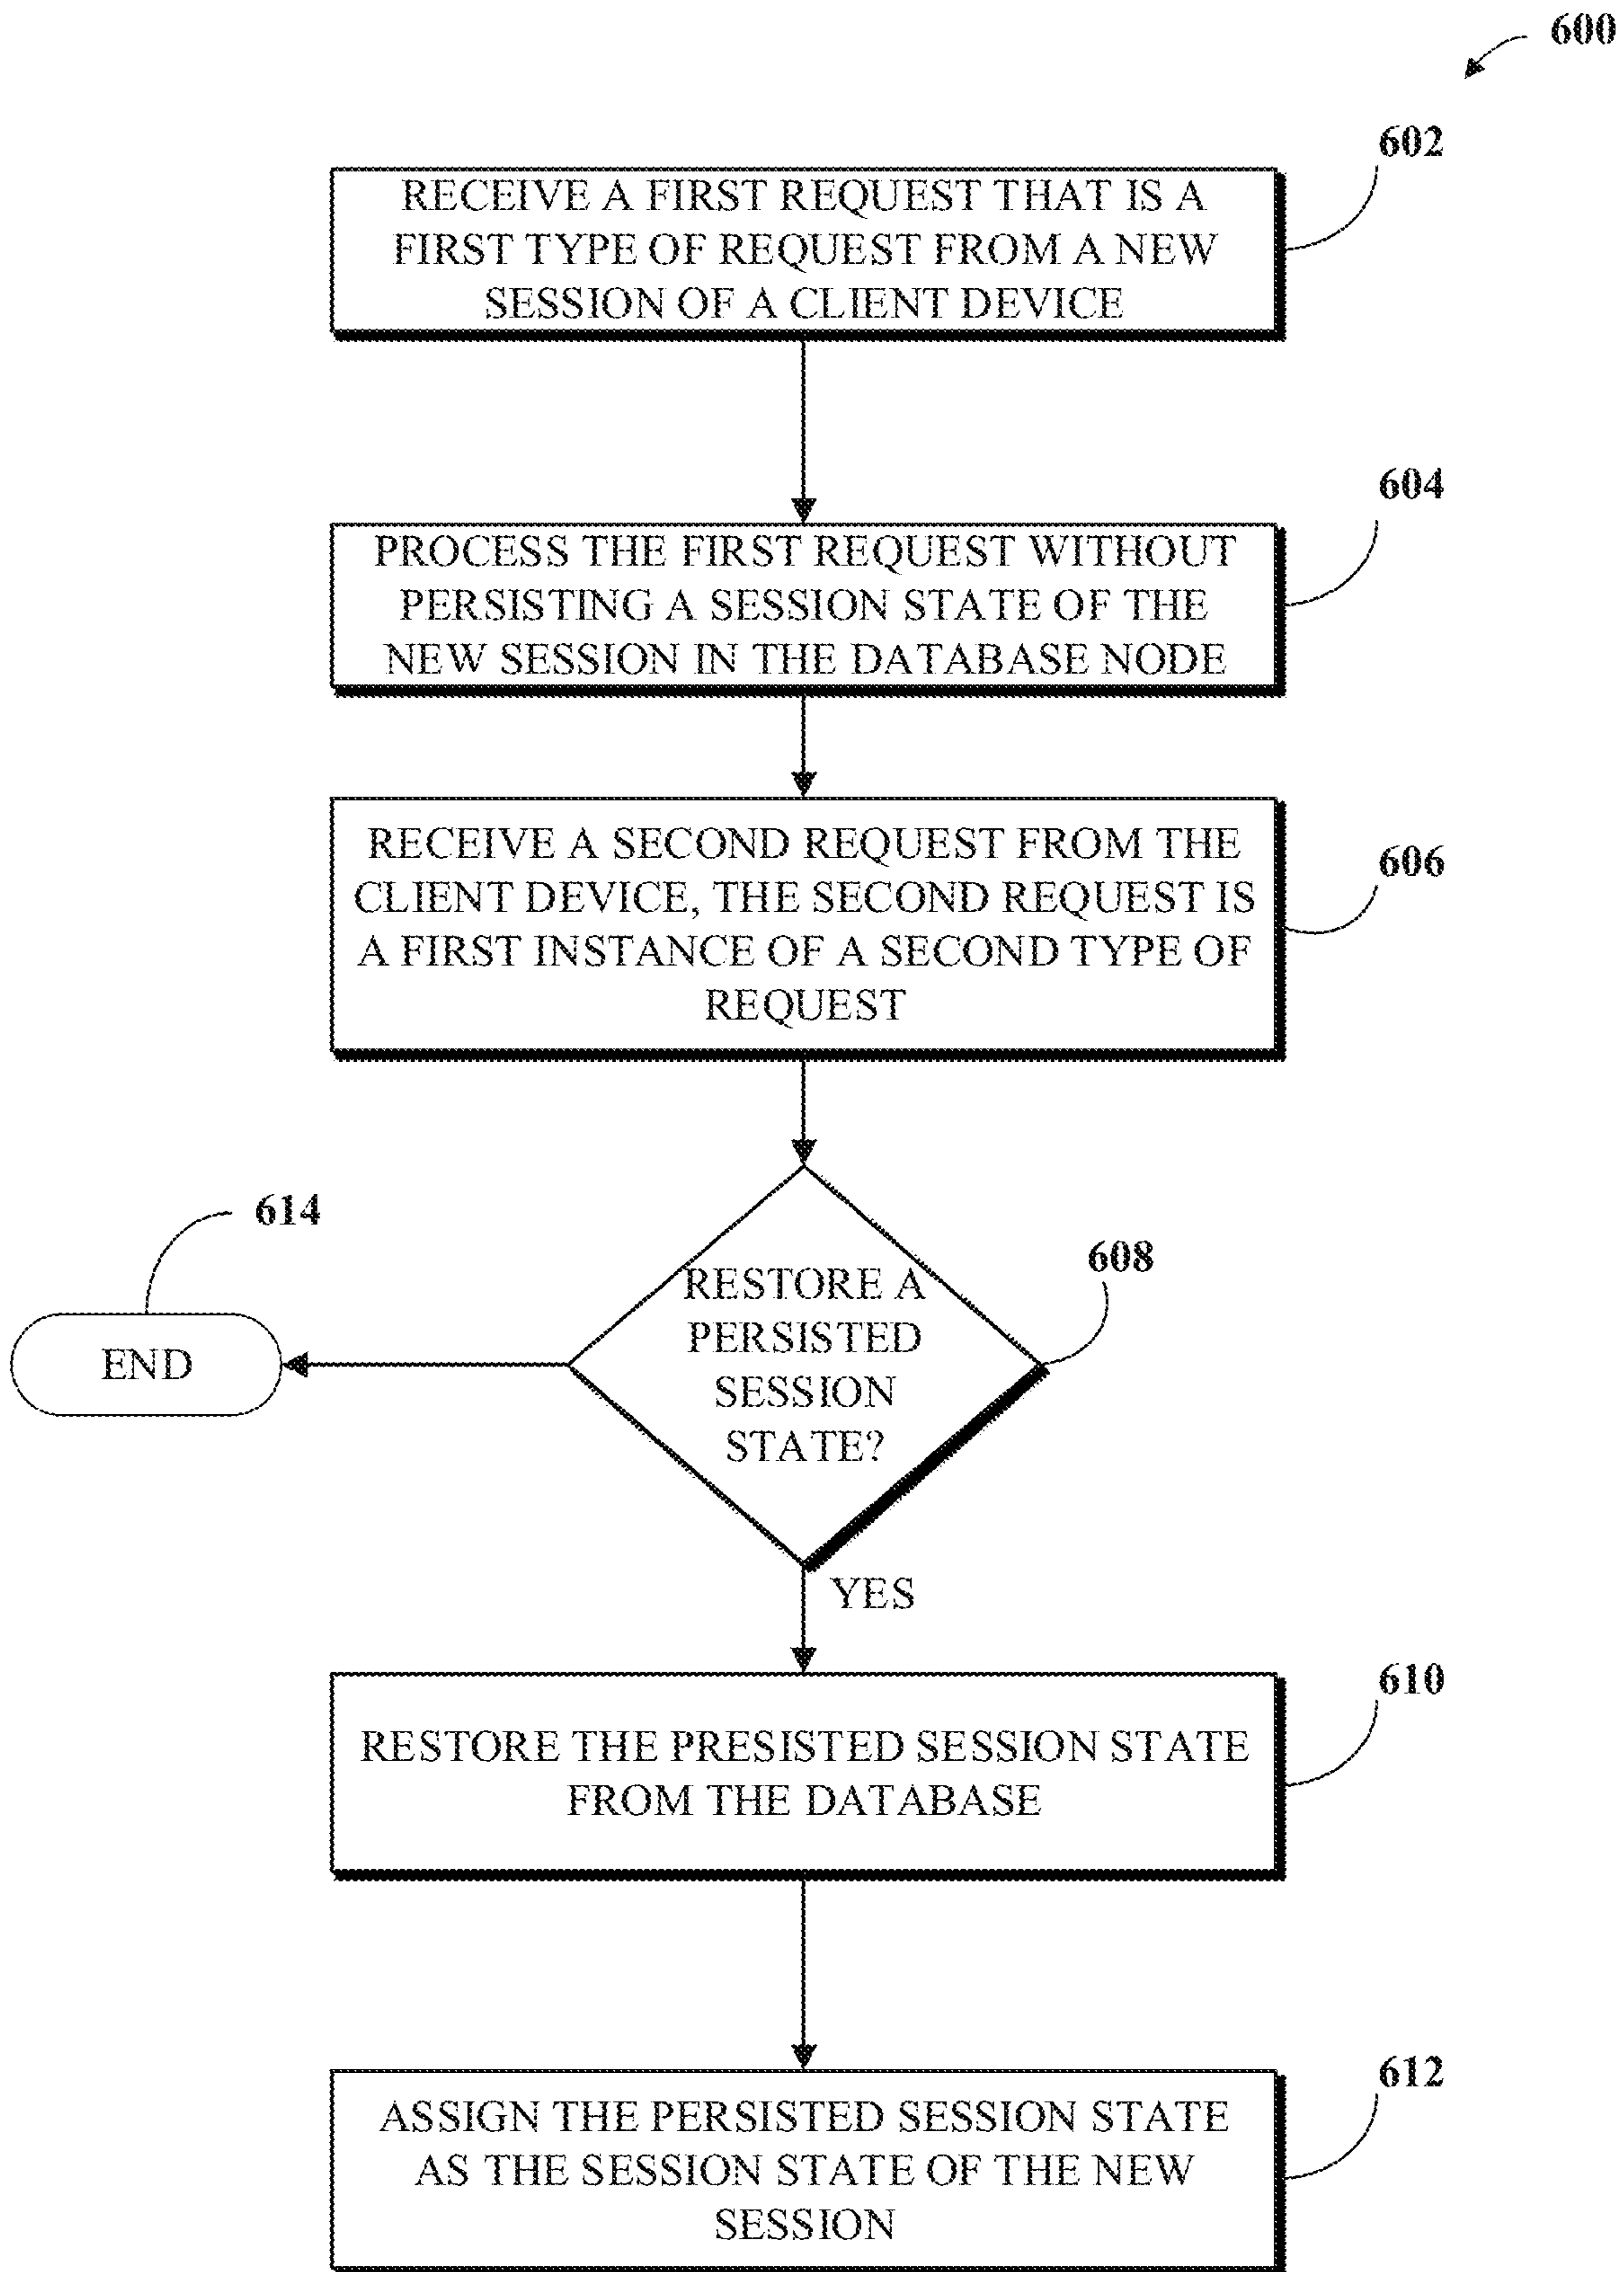 600
602
RECEIVE A FIRST REQUEST THAT IS A
FIRST TYPE OF REQUEST FROM A NEW
SESSION OF A CLIENT DEVICE
604
PROCESS THE FIRST REQUEST WITHOUT
PERSISTING A SESSION STATE OF THE
NEW SESSION IN THE DATABASE NODE
606
RECEIVE A SECOND REQUEST FROM THE
CLIENT DEVICE, THE SECOND REQUEST IS
A FIRST INSTANCE OF A SECOND TYPE OF
REQUEST
614
END
608
RESTORE A
PERSISTED
SESSION
STATE?
YES
610
RESTORE THE PRESISTED SESSION STATE
FROM THE DATABASE
612
ASSIGN THE PERSISTED SESSION STATE
AS THE SESSION STATE OF THE NEW
SESSION